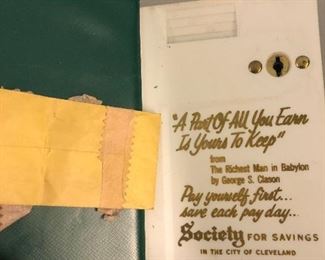 "A Part Of All You Earn
Is Yours To Keep"
from
The Richest Man in Babylon
by George S. Clason
Pay yourself first...
save each pay day...
Society FOR SAVINGS
IN THE CITY OF CLEVELAND